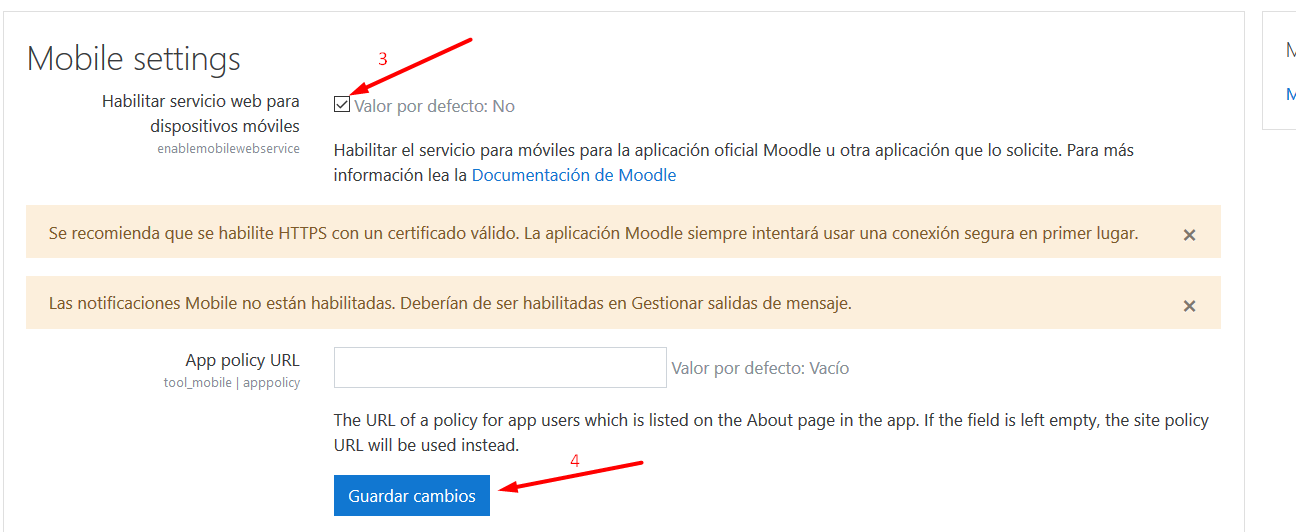 Mobile settings
3
Habilitar servicio web para
dispositivos móviles
enablemobilewebservice
Valor por defecto: No
Habilitar el servicio para móviles para la aplicación oficial Moodle u otra aplicación que lo solicite. Para más
información lea la Documentación de Moodle
Se recomienda que se habilite HTTPS con un certificado válido. La aplicación Moodle siempre intentará usar una conexión segura en primer lugar. ×
Las notificaciones Mobile no están habilitadas. Deberían de ser habilitadas en Gestionar salidas de mensaje. ×
App policy URL
tool_mobile | apppolicy
Valor por defecto: Vacío
The URL of a policy for app users which is listed on the About page in the app. If the field is left empty, the site policy
URL will be used instead.
4
Guardar cambios